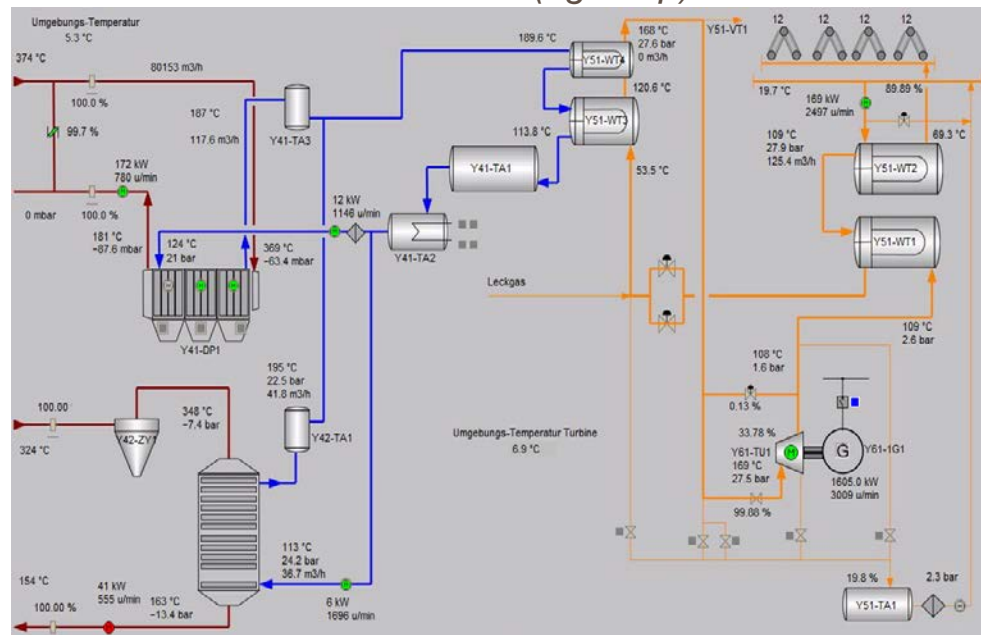 Umgebungs-Temperatur
5.3 °C
374 °C
80153 m3/h
100.0 %
99.7 %
172 kW
780 u/min
0 mbar
100.0 %
181 °C
-87.6 mbar
124 °C
21 bar
369 °C
-63.4 mbar
Y41-DP1
187 °C
117.6 m3/h
Y41-TA3
189.6 °C
168 °C
27.6 bar
0 m3/h
Y51-VT1
Y51-WT4
120.6 °C
Y51-WT3
113.8 °C
Y41-TA1
53.5 °C
12 kW
1146 u/min
Y41-TA2
Leckgas
12
12
12
12
19.7 °C
89.89 %
169 kW
2497 u/min
69.3 °C
109 °C
27.9 bar
125.4 m3/h
Y51-WT2
Y51-WT1
109 °C
2.6 bar
108 °C
1.6 bar
0.13 %
33.78 %
Y61-TU1
M
G
Y61-1G1
169 °C
27.5 bar
1605.0 kW
3009 u/min
99.88 %
Umgebungs-Temperatur Turbine
6.9 °C
100.00
324 °C
Y42-ZY1
348 °C
-7.4 bar
195 °C
22.5 bar
41.8 m3/h
Y42-TA1
113 °C
24.2 bar
36.7 m3/h
6 kW
1696 u/min
154 °C
100.00 %
41 kW
555 u/min
163 °C
-13.4 bar
19.8 %
2.3 bar
Y51-TA1